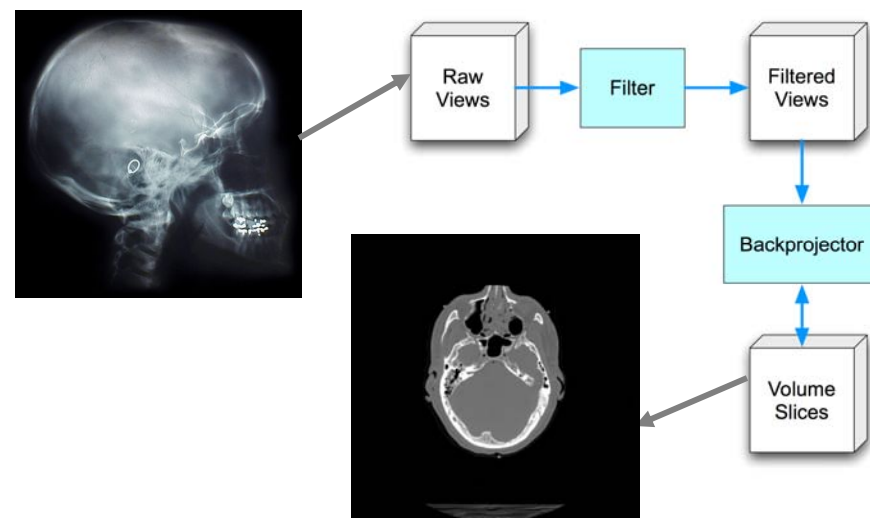 Raw
Views
Filter
Filtered
Views
Backprojector
Volume
Slices